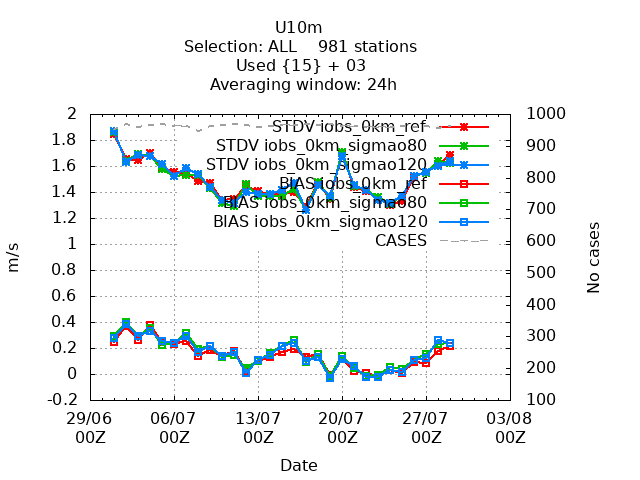 U10m
Selection: ALL    981 stations
Used {15} + 03
Averaging window: 24h
2
1.8
1.6
1.4
1.2
1
0.8
0.6
0.4
0.2
0
-0.2
m/s
1000
900
800
700
600
500
400
300
200
100
No cases
STDV iobs_0km_ref
STDV iobs_0km_sigmao80
STDV iobs_0km_sigmao120
BIAS iobs_0km_ref
BIAS iobs_0km_sigmao80
BIAS iobs_0km_sigmao120
CASES
29/06 06/07 13/07 20/07 27/07 03/08
00Z 00Z 00Z 00Z 00Z 00Z
Date